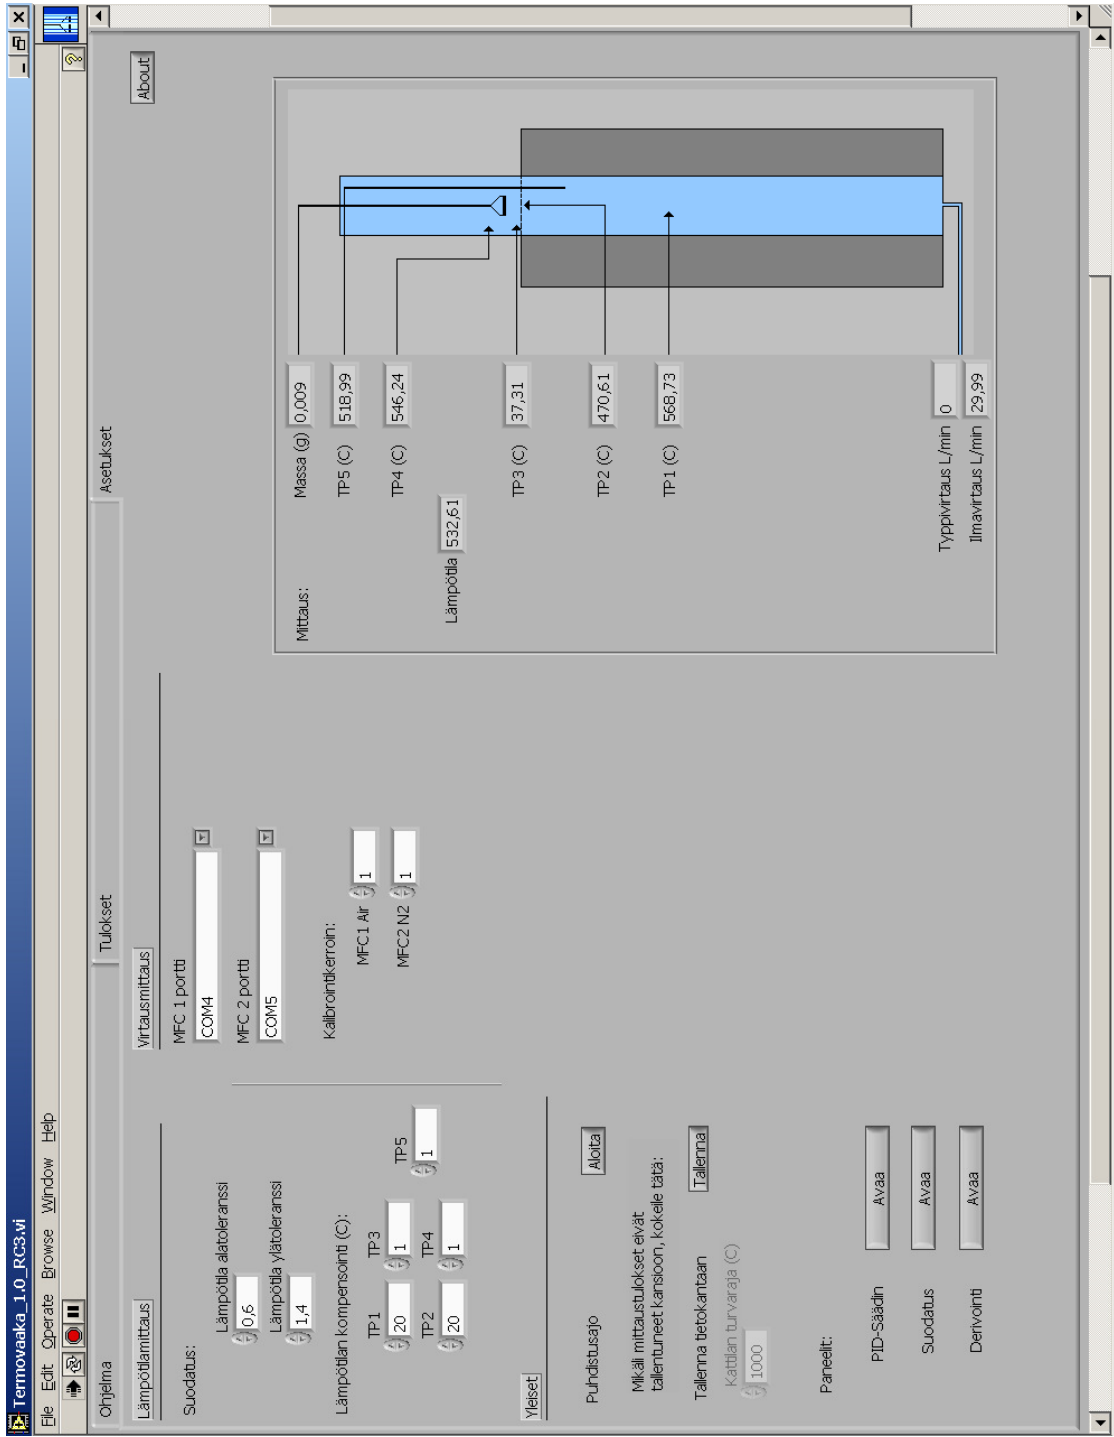 Termovaaka_1.0_RC3.vi
File Edit Operate Browse Window Help
?
Ohjelma
Tulokset
Asetukset
About
Lämpötilamittaus
Suodatus:
Lämpötila alatoleranssi
0,6
Lämpötila ylätoleranssi
1,4
Lämpötilan kompensointi (C):
TP1 TP3
20 1
TP5
1
TP2 TP4
20 1
Virtausmittaus
MFC 1 portti
COM4
MFC 2 portti
COM5
Kalibrointikerroin:
MFC1 Air 1
MFC2 N2 1
Yleiset
Puhdistusajo Aloita
Mikäli mittaustulokset eivät
tallentuneet kansioon, kokeile tätä:
Tallenna tietokantaan Tallenna
Kattilan turvaraja (C)
1000
Paneelit:
PID-Säädin Avaa
Suodatus Avaa
Derivointi Avaa
Mittaus:
Massa (g) 0,009
TP5 (C) 518,99
TP4 (C) 546,24
Lämpötila 532,61
TP3 (C) 37,31
TP2 (C) 470,61
TP1 (C) 568,73
Typpivirtaus L/min 0
Ilmavirtaus L/min 29,99